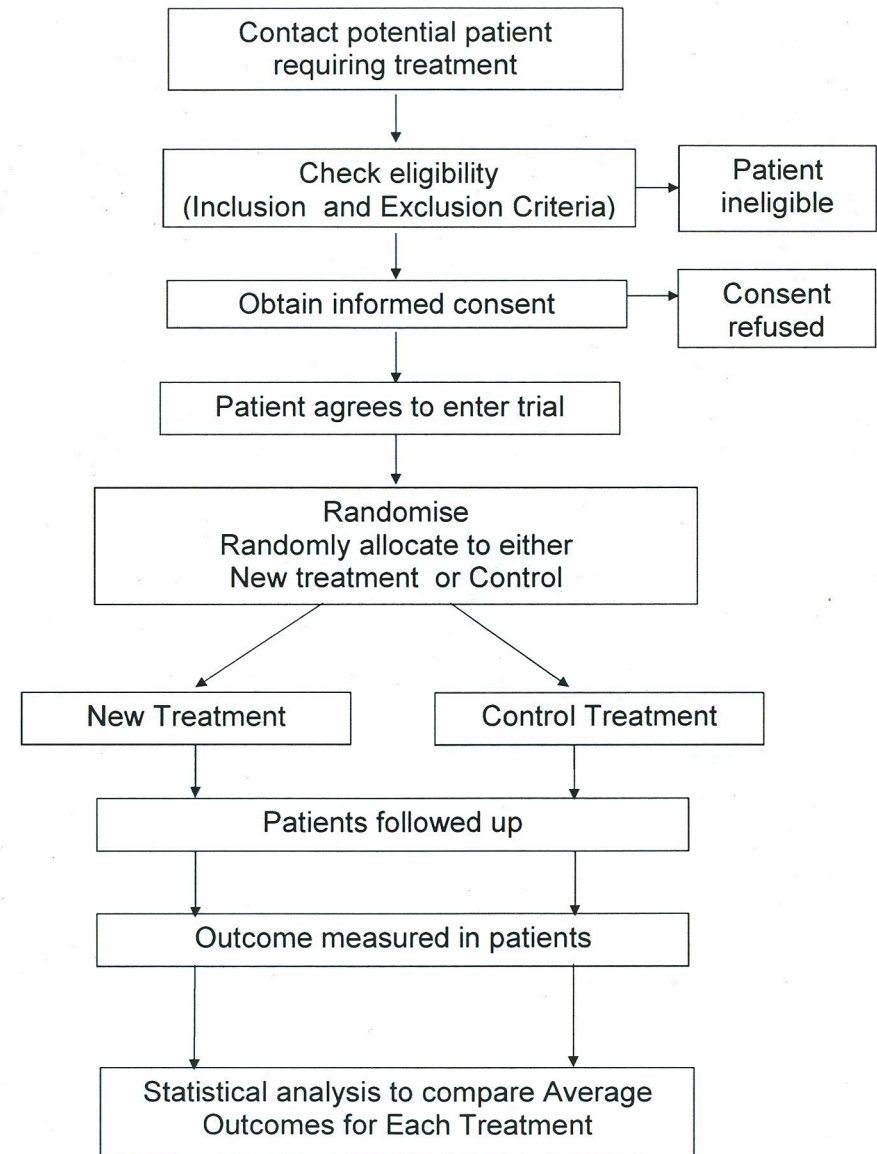 Contact potential patient
requiring treatment
Check eligibility
(Inclusion and Exclusion Criteria)
Patient
ineligible
Obtain informed consent
Consent
refused
Patient agrees to enter trial
Randomise
Randomly allocate to either
New treatment or Control
New Treatment
Control Treatment
Patients followed up
Outcome measured in patients
Statistical analysis to compare Average
Outcomes for Each Treatment